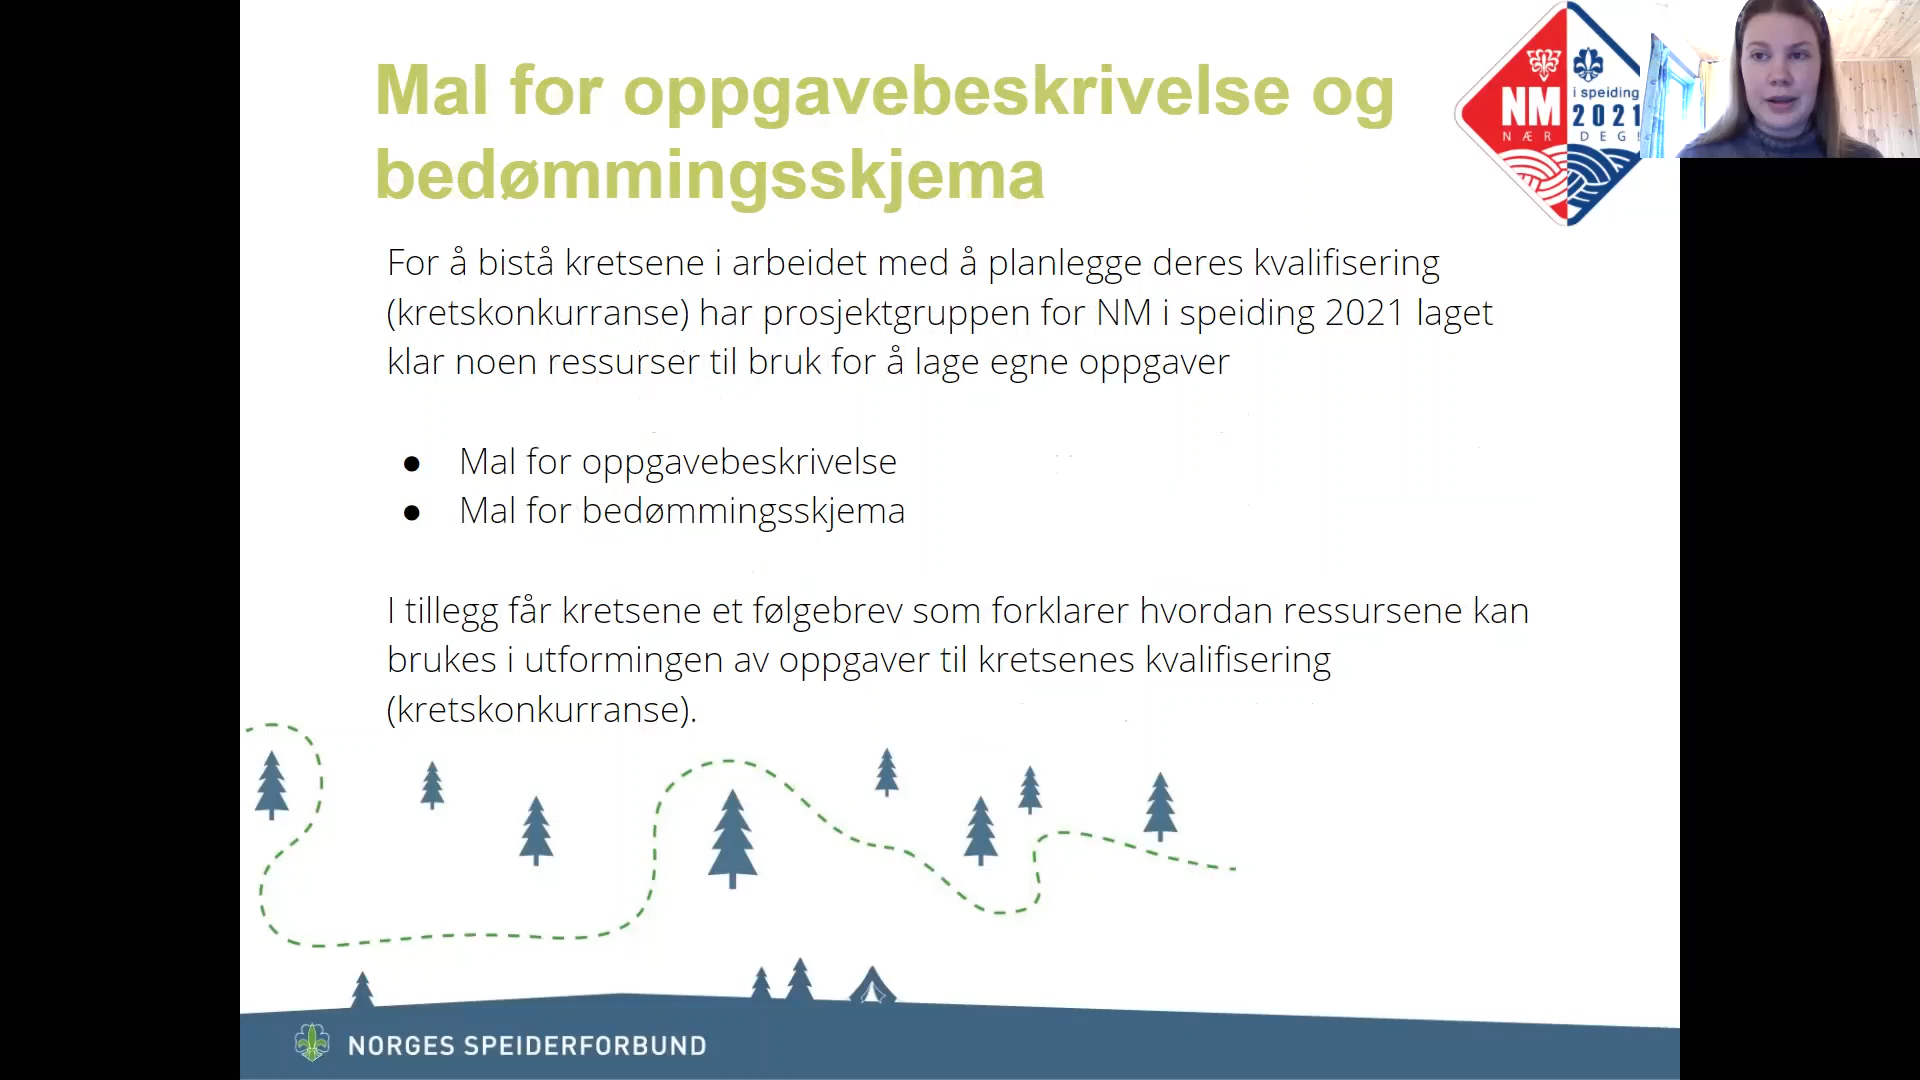 Mal for oppgavebeskrivelse og
bedømmingsskjema
NM
NÆR
i speiding
2021
DEG!
For å bistå kretsene i arbeidet med å planlegge deres kvalifisering
(kretskonkurranse) har prosjektgruppen for NM i speiding 2021 laget
klar noen ressurser til bruk for å lage egne oppgaver
● Mal for oppgavebeskrivelse
● Mal for bedømmingsskjema
I tillegg får kretsene et følgebrev som forklarer hvordan ressursene kan
brukes i utformingen av oppgaver til kretsenes kvalifisering
(kretskonkurranse).
NORGES SPEIDERFORBUND